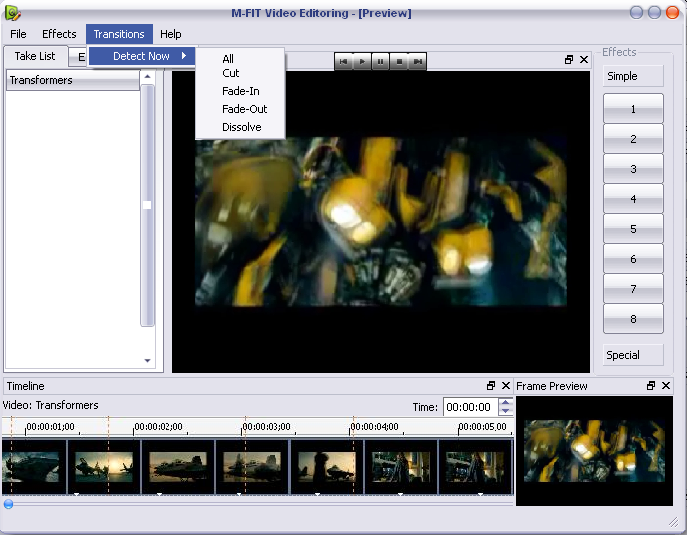 M-FIT Video Editoring - [Preview]
File Effects Transitions Help
Detect Now
All
Cut
Fade-In
Fade-Out
Dissolve
Take List E
Transformers
Effects
Simple
1
2
3
4
5
6
7
8
Special
Timeline
Video: Transformers
Time: 00:00:00
00:00:01;00 00:00:02;00 00:00:03;00 00:00:04;00 00:00:05,00
Frame Preview